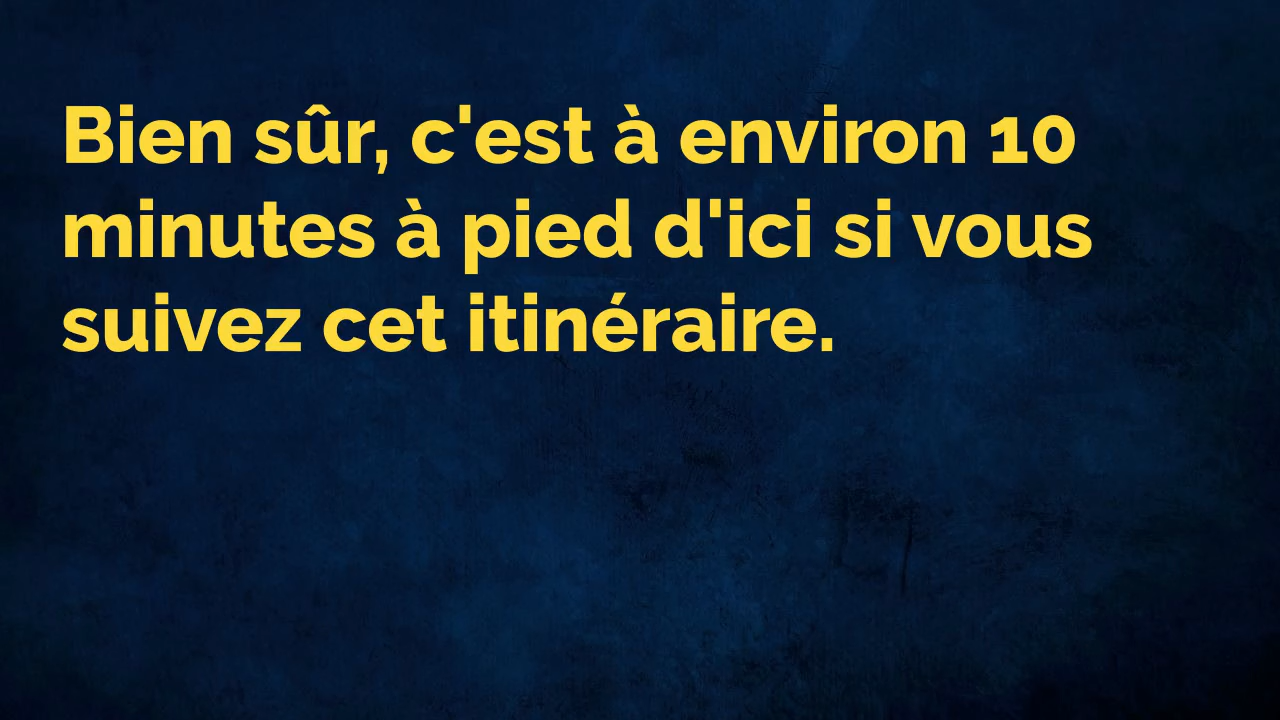 Bien sûr, c'est à environ 10
minutes à pied d'ici si vous
suivez cet itinéraire.